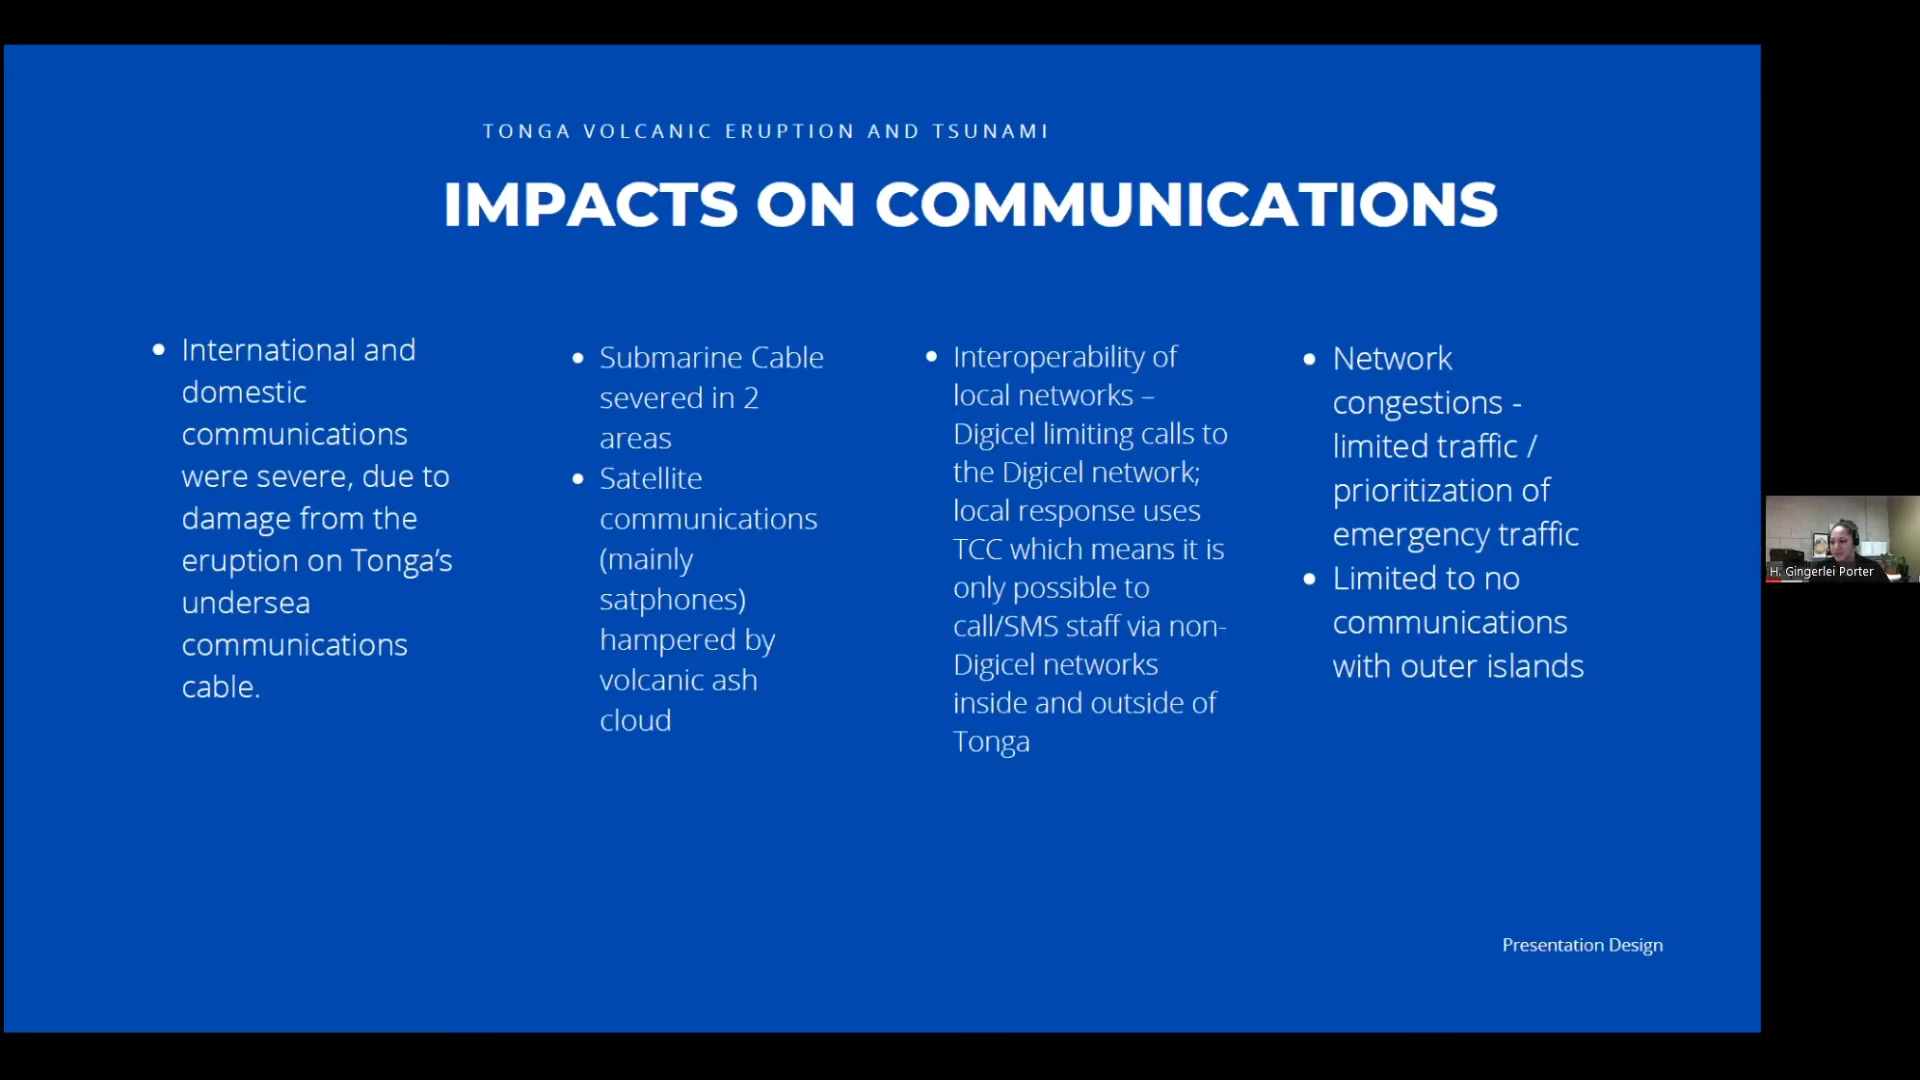 TONGA VOLCANIC ERUPTION AND TSUNAMI
IMPACTS ON COMMUNICATIONS
• International and
domestic
communications
were severe, due to
damage from the
eruption on Tonga’s
undersea
communications
cable.
• Submarine Cable
severed in 2
areas
• Satellite
communications
(mainly
satphones)
hampered by
volcanic ash
cloud
• Interoperability of
local networks –
Digicel limiting calls to
the Digicel network;
local response uses
TCC which means it is
only possible to
call/SMS staff via non-
Digicel networks
inside and outside of
Tonga
• Network
congestions -
limited traffic /
prioritization of
emergency traffic
• Limited to no
communications
with outer islands
H. Gingerlei Porter
Presentation Design